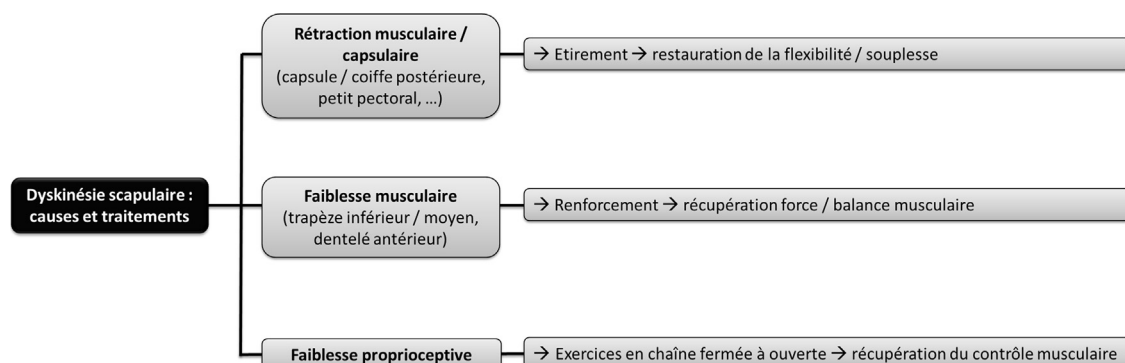 Rétraction musculaire /
capsulaire
(capsule / coiffe postérieure,
petit pectoral, ...)
→ Etirement → restauration de la flexibilité / souplesse
Dyskinésie scapulaire :
causes et traitements
Faiblesse musculaire
(trapèze inférieur / moyen,
dentelé antérieur)
→ Renforcement → récupération force / balance musculaire
Faiblesse proprioceptive
→ Exercices en chaîne fermée à ouverte → récupération du contrôle musculaire